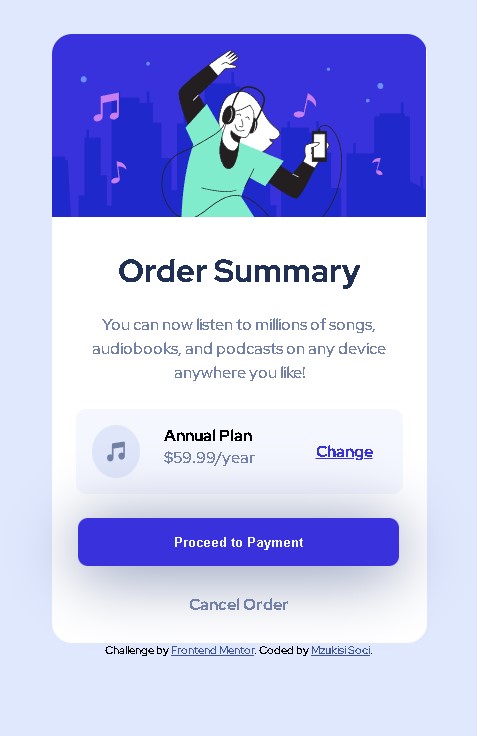 Order Summary
You can now listen to millions of songs,
audiobooks, and podcasts on any device
anywhere you like!
Annual Plan
$59.99/year
Change
Proceed to Payment
Cancel Order
Challenge by Frontend Mentor. Coded by Mzukisi Soci.